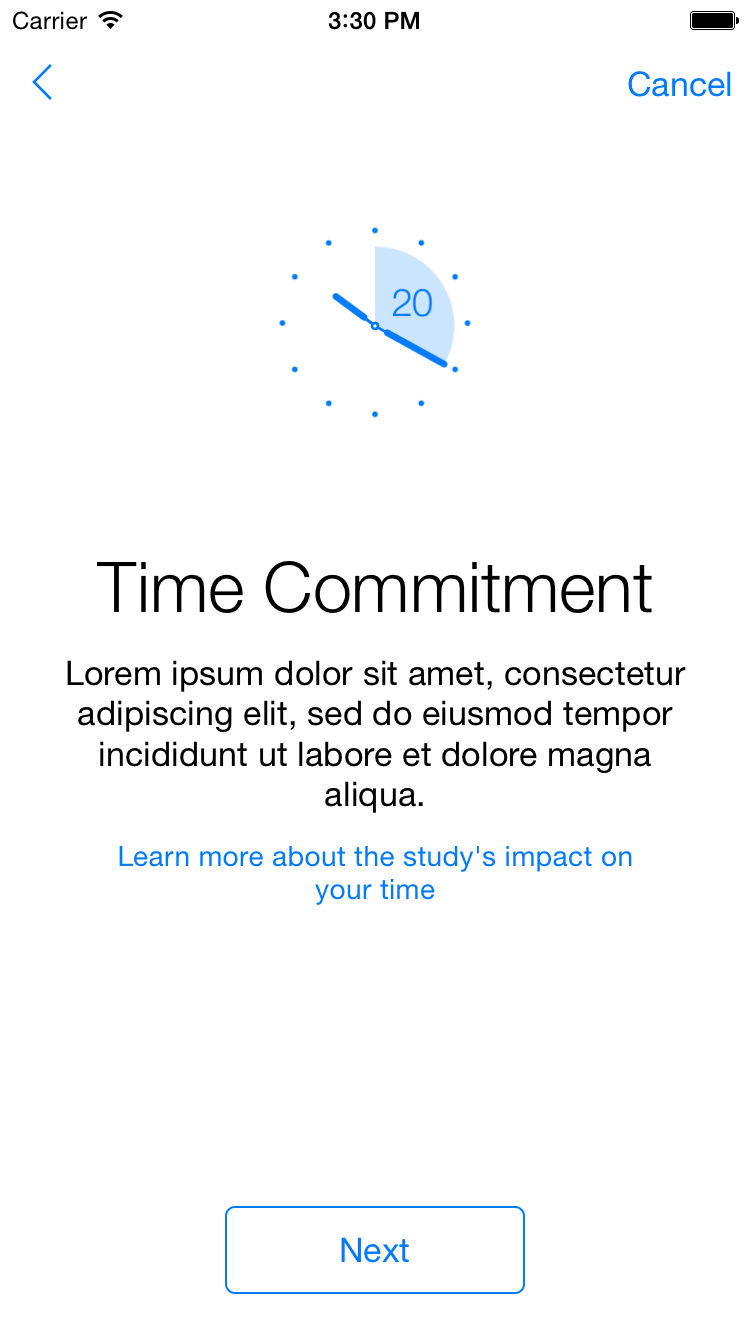 Carrier 3:30 PM
Cancel
20
Time Commitment
Lorem ipsum dolor sit amet, consectetur
adipiscing elit, sed do eiusmod tempor
incididunt ut labore et dolore magna
aliqua.
Learn more about the study's impact on
your time
Next